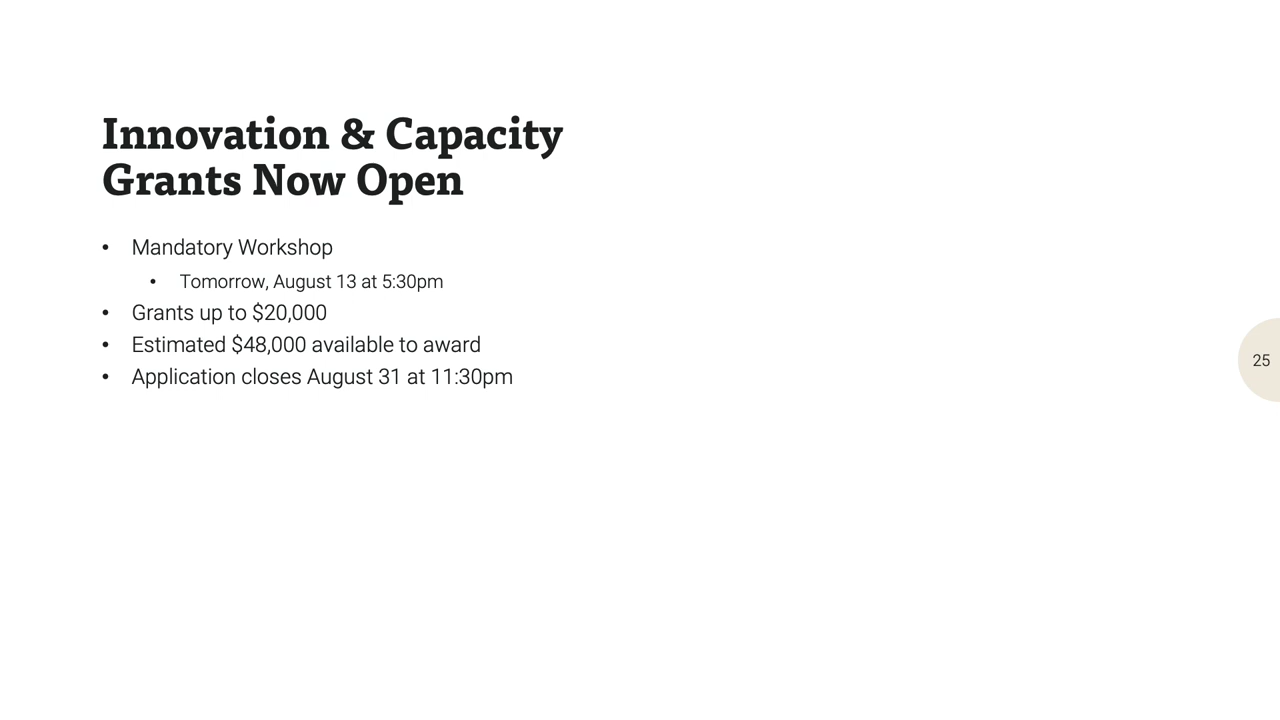 Innovation & Capacity
Grants Now Open
• Mandatory Workshop
• Tomorrow, August 13 at 5:30pm
• Grants up to $20,000
• Estimated $48,000 available to award
• Application closes August 31 at 11:30pm
25